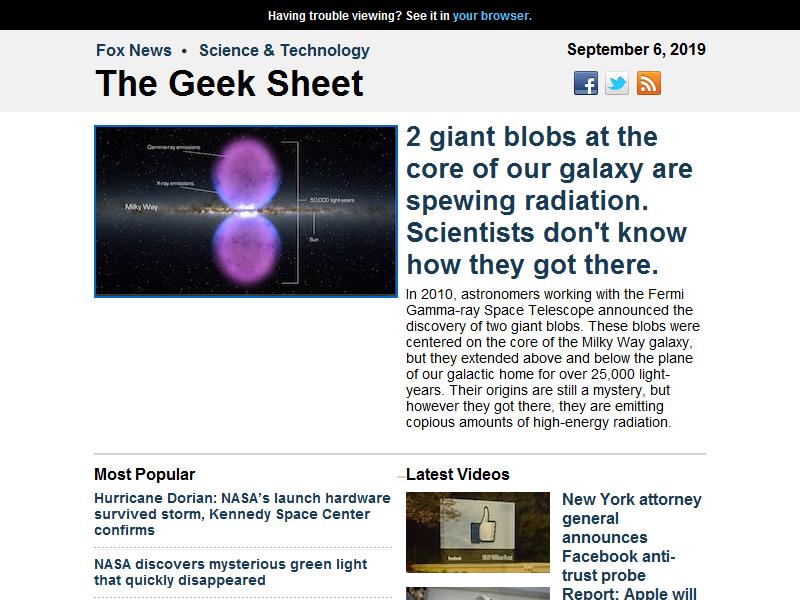 Having trouble viewing? See it in your browser.
Fox News • Science & Technology
September 6, 2019
The Geek Sheet
Gamma-ray emissions
X-ray emissions
Milky Way
50,000 light-years
Sun
2 giant blobs at the
core of our galaxy are
spewing radiation.
Scientists don't know
how they got there.
In 2010, astronomers working with the Fermi
Gamma-ray Space Telescope announced the
discovery of two giant blobs. These blobs were
centered on the core of the Milky Way galaxy,
but they extended above and below the plane
of our galactic home for over 25,000 light-
years. Their origins are still a mystery, but
however they got there, they are emitting
copious amounts of high-energy radiation.
Most Popular
Hurricane Dorian: NASA's launch hardware
survived storm, Kennedy Space Center
confirms
NASA discovers mysterious green light
that quickly disappeared
Latest Videos
facebook
New York attorney
general
announces
Facebook anti-
trust probe
Report: Apple will